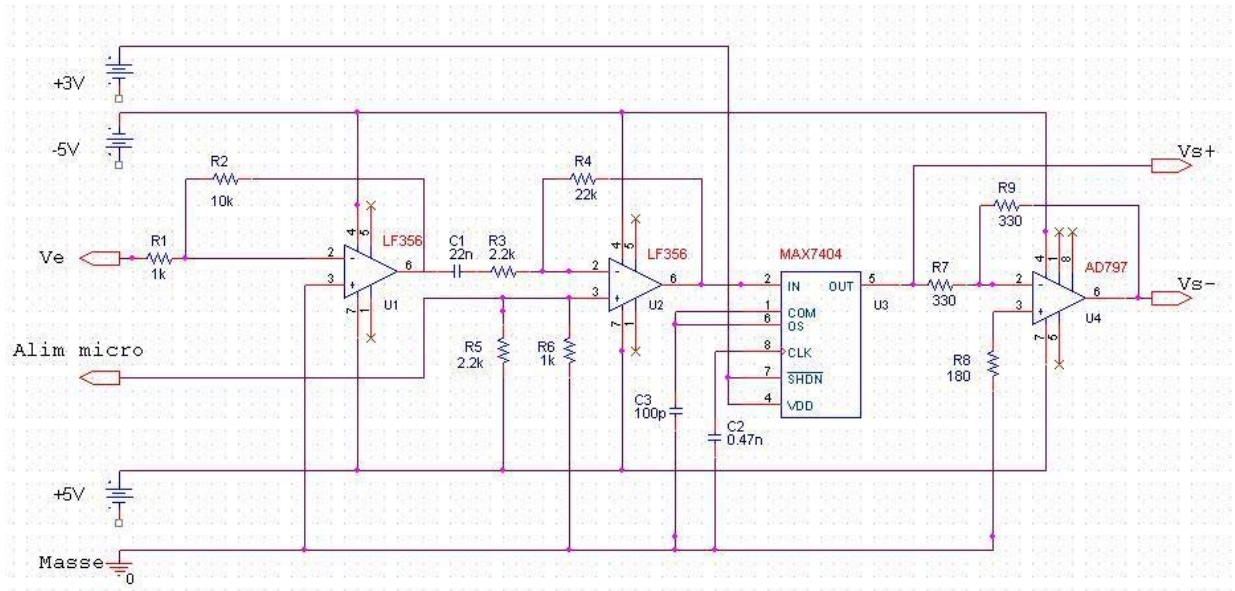 +3V
-5V
R2
10k
R4
22k
Vs+
R9
330
4
5
LF356
4
5
LF356
MAX7404
4
1
8
AD797
Ve
R1
1k
2
3
6
U1
7
1
C1
22n
R3
2.2k
2
3
6
U2
7
1
2
IN
OUT
5
U3
1
COM
6
OS
8
CLK
7
SHDN
4
VDD
R7
330
2
3
6
U4
7
5
Vs-
Alim micro
R5
2.2k
R6
1k
R8
180
C3
100p
C2
0.47n
+5V
Masse
0